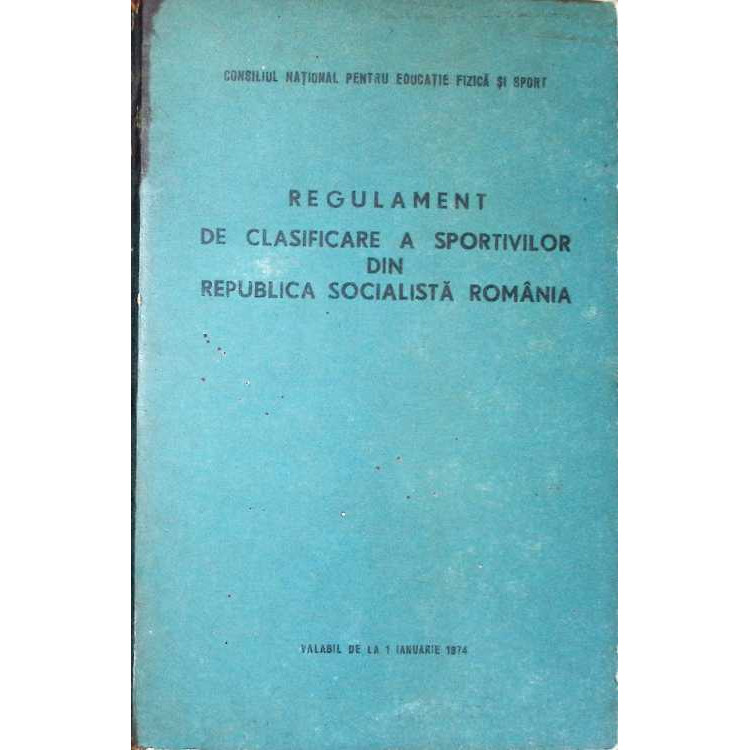 CONSILIUL NAȚIONAL PENTRU EDUCAȚIE FIZICĂ ȘI SPORT
REGULAMENT
DE CLASIFICARE A SPORTIVILOR
DIN
REPUBLICA SOCIALISTĂ ROMÂNIA
VALABIL DE LA 1 IANUARIE 1974